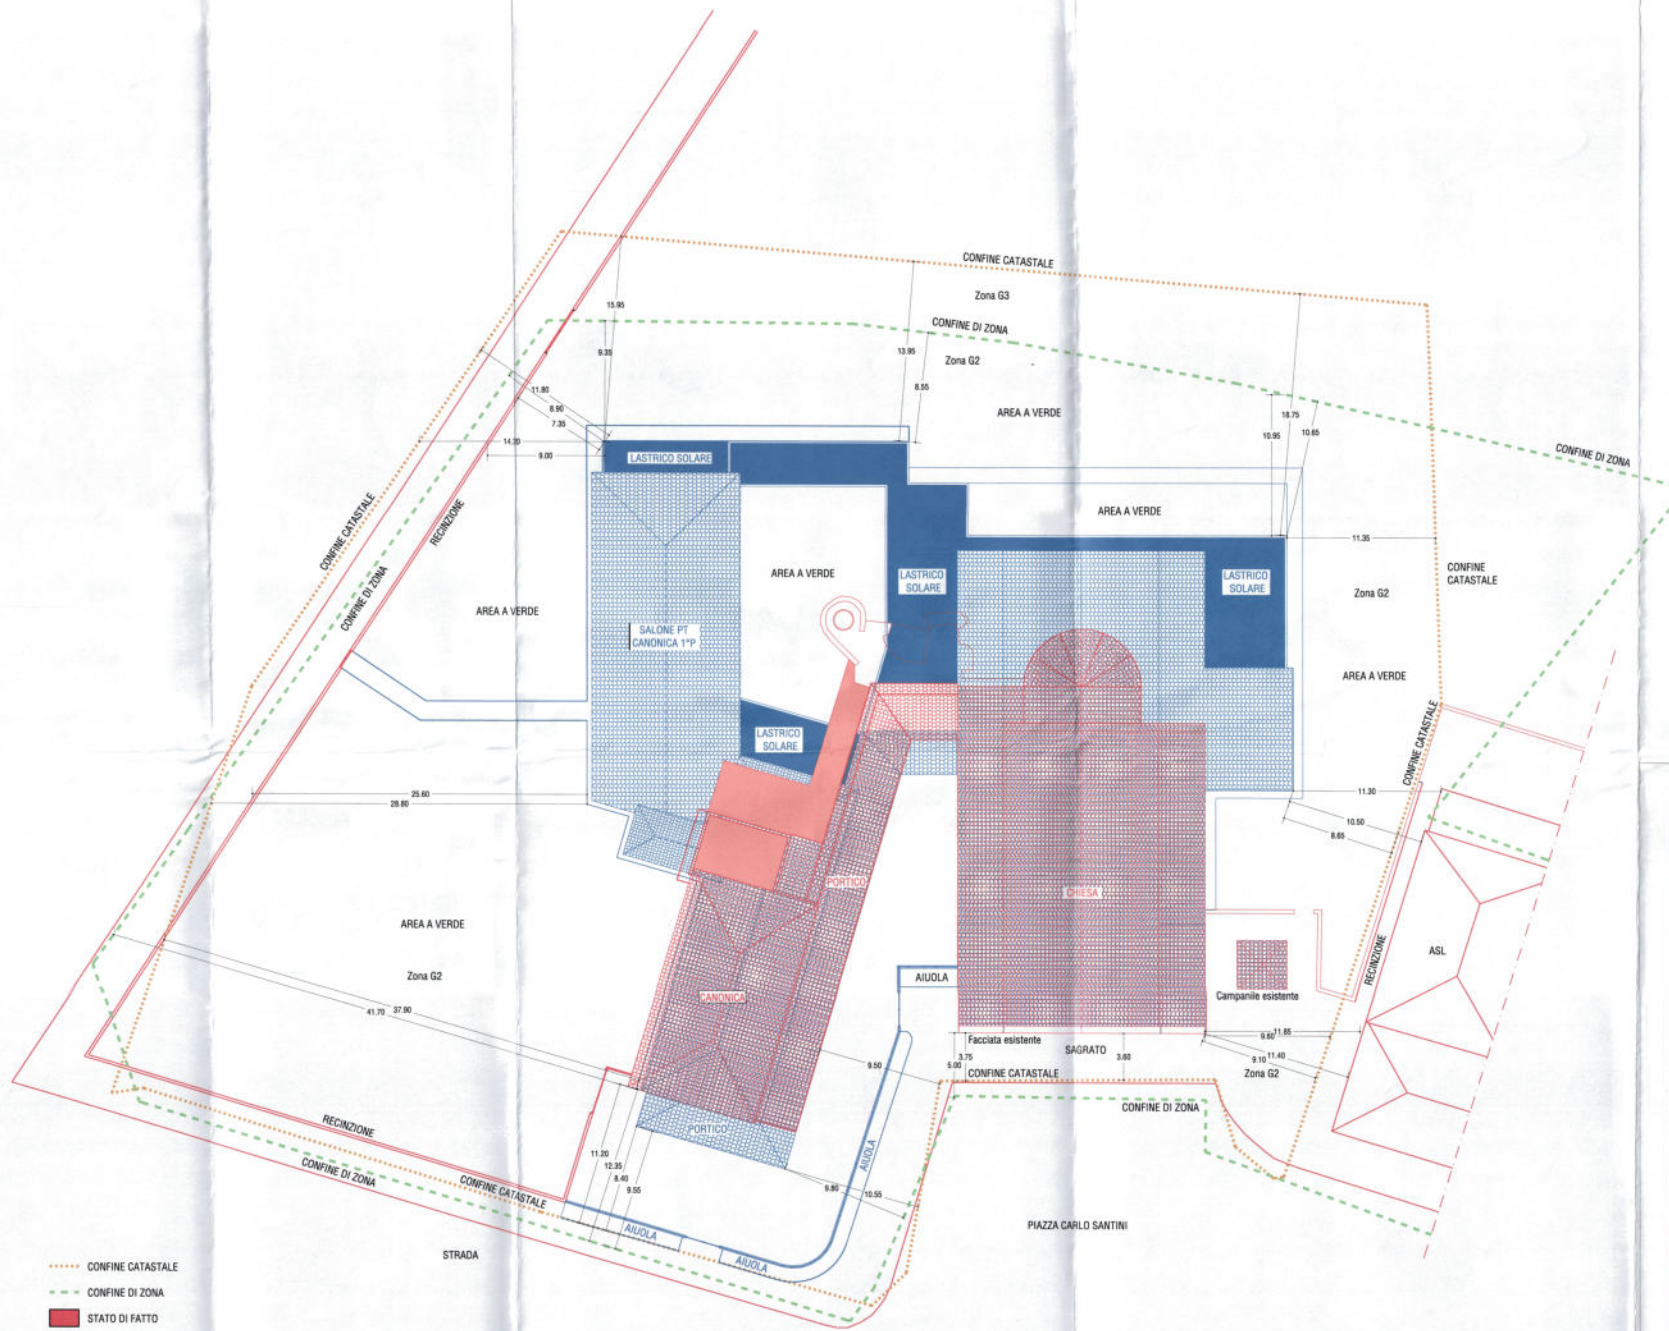 CONFINE CATASTALE
Zona G3
15.95
CONFINE DI ZONA
9.35
13.95
Zona G2
8.55
11.80
8.90
7.35
AREA A VERDE
18.75
10.95
10.65
14.20
9.00
LASTRICO SOLARE
CONFINE DI ZONA
CONFINE CATASTALE
RECINZIONE
AREA A VERDE
11.35
CONFINE
CATASTALE
AREA A VERDE
LASTRICO
SOLARE
LASTRICO
SOLARE
Zona G2
CONFINE DI ZONA
AREA A VERDE
SALONE PT
CANONICA 1°P
AREA A VERDE
LASTRICO
SOLARE
CONFINE CATASTALE
25.60
28.80
11.30
10.50
8.65
PORTICO
CHIESA
AREA A VERDE
Zona G2
RECINZIONE
ASL
AIUOLA
CANONICA
Campanile esistente
41.70
37.90
Facciata esistente
SAGRATO
3.75
5.00
3.60
11.65
9.60
11.40
9.10
Zona G2
9.50
CONFINE CATASTALE
CONFINE DI ZONA
RECINZIONE
PORTICO
AIUOLA
11.20
12.35
8.40
9.55
9.80
10.55
CONFINE DI ZONA
CONFINE CATASTALE
AIUOLA
AIUOLA
PIAZZA CARLO SANTINI
STRADA
CONFINE CATASTALE
CONFINE DI ZONA
STATO DI FATTO